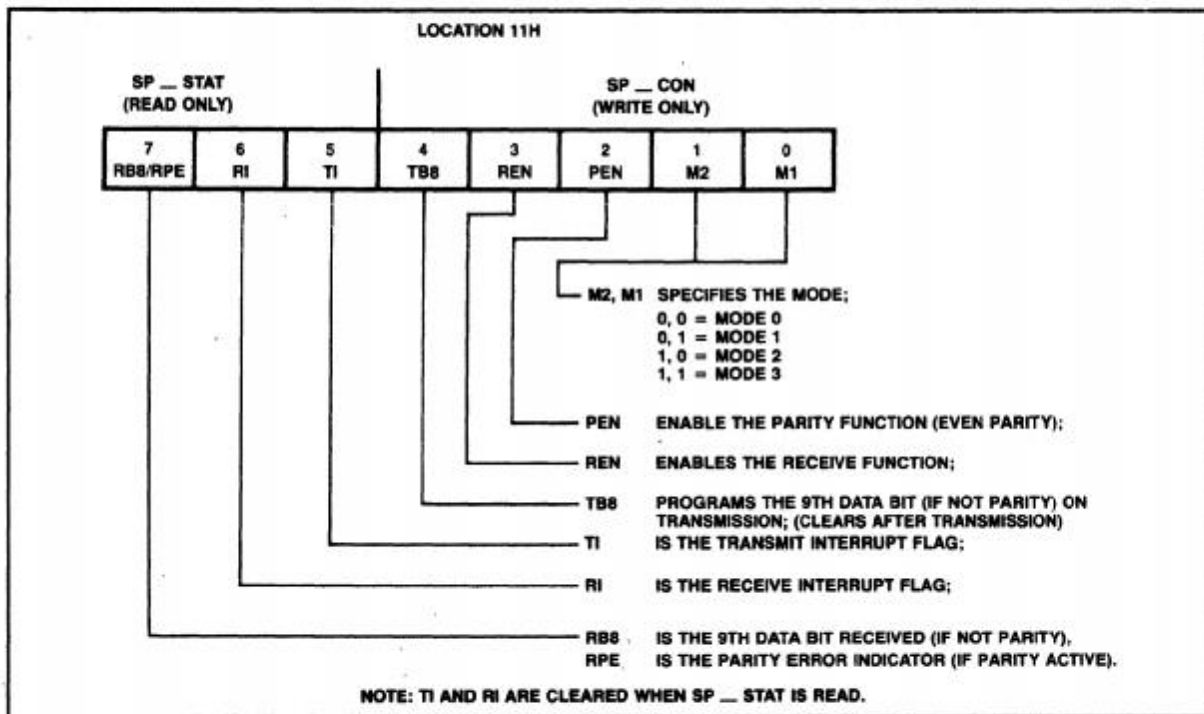 LOCATION 11H
SP __ STAT
(READ ONLY)
SP __ CON
(WRITE ONLY)
7 6 5 4 3 2 1 0
RB8/RPE RI TI TB8 REN PEN M2 M1
M2, M1 SPECIFIES THE MODE;
0, 0 = MODE 0
0, 1 = MODE 1
1, 0 = MODE 2
1, 1 = MODE 3
PEN ENABLE THE PARITY FUNCTION (EVEN PARITY);
REN ENABLES THE RECEIVE FUNCTION;
TB8 PROGRAMS THE 9TH DATA BIT (IF NOT PARITY) ON
TRANSMISSION; (CLEARS AFTER TRANSMISSION)
TI IS THE TRANSMIT INTERRUPT FLAG;
RI IS THE RECEIVE INTERRUPT FLAG;
RB8 IS THE 9TH DATA BIT RECEIVED (IF NOT PARITY),
RPE IS THE PARITY ERROR INDICATOR (IF PARITY ACTIVE).
NOTE: TI AND RI ARE CLEARED WHEN SP __ STAT IS READ.